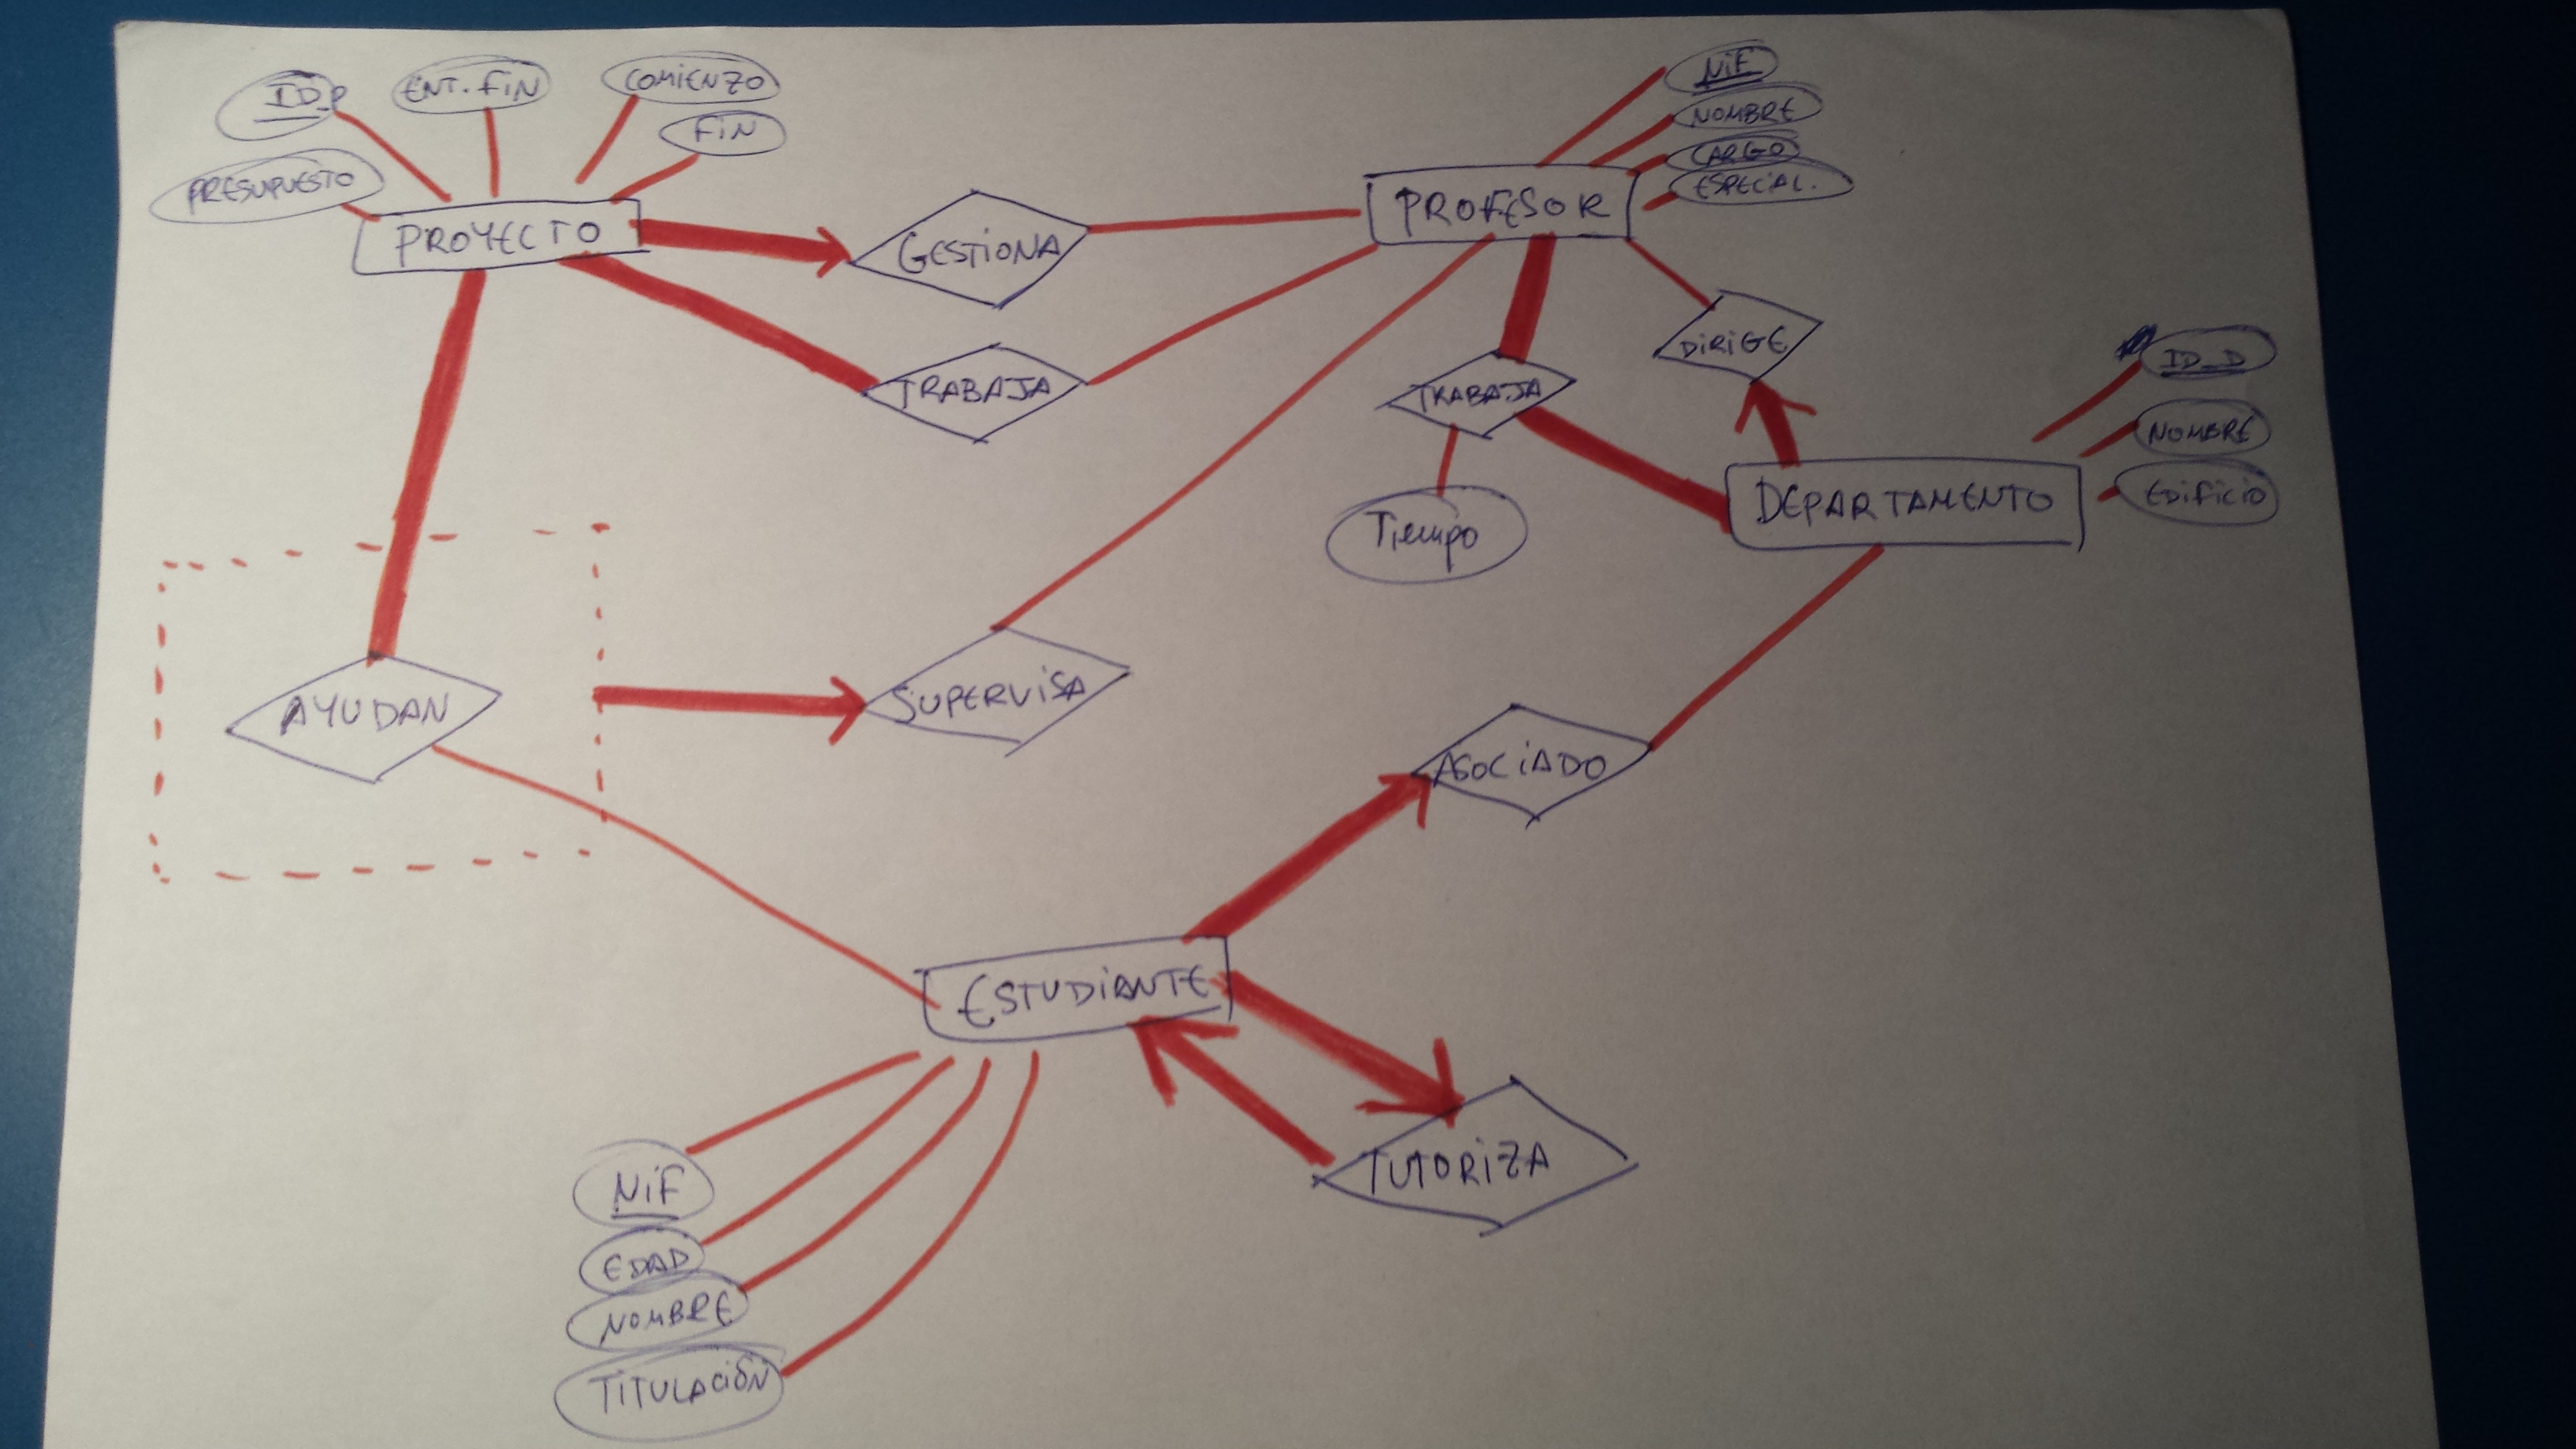 ID_P
ENT. FIN
COMIENZO
PRESUPUESTO
FIN
PROYECTO
GESTIONA
TRABAJA
PROFESOR
NIF
NOMBRE
CARGO
ESPECIAL.
DIRIGE
TRABAJA
Tiempo
AYUDAN
SUPERVISA
DEPARTAMENTO
ID_D
NOMBRE
EDIFICIO
ASOCIADO
ESTUDIANTE
NIF
EDAD
NOMBRE
TITULACIÓN
TUTORIZA